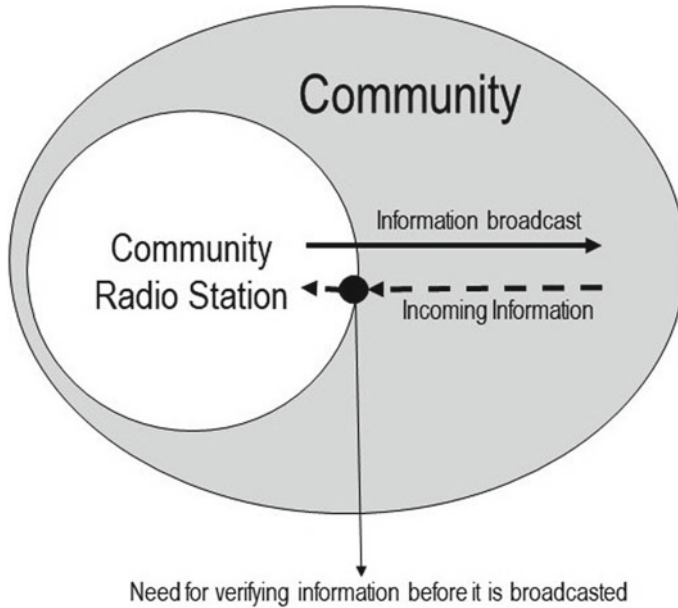 Community
Information broadcast
Community
Radio Station
Incoming Information
Need for verifying information before it is broadcasted